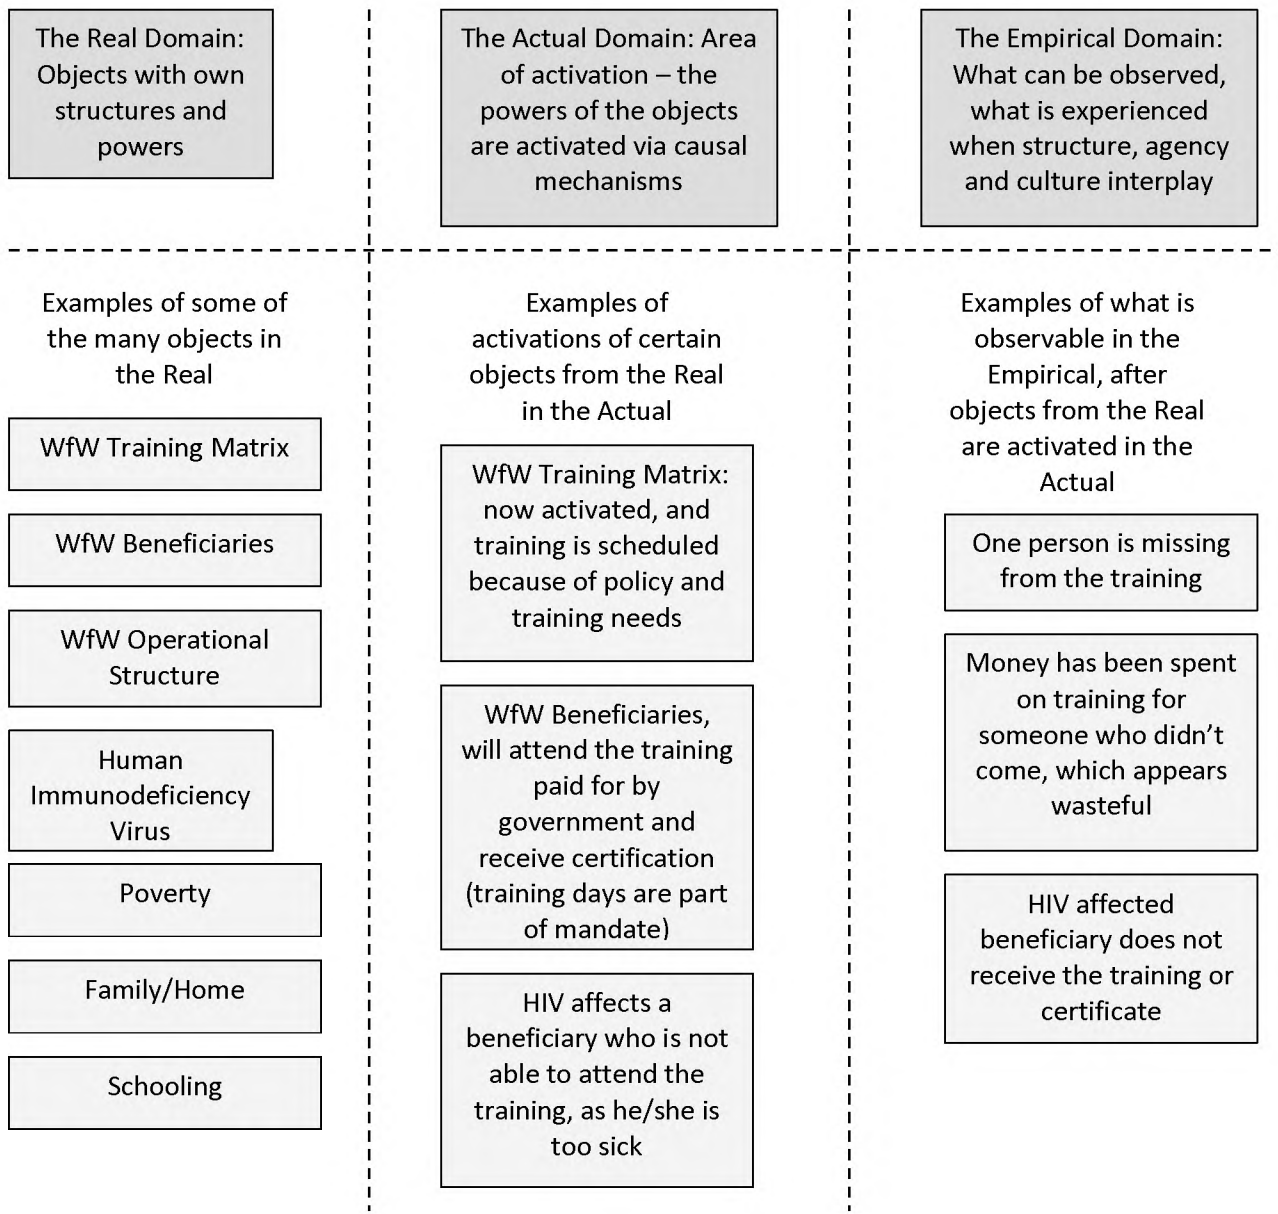 The Real Domain:
Objects with own
structures and
powers
The Actual Domain: Area
of activation – the
powers of the objects
are activated via causal
mechanisms
The Empirical Domain:
What can be observed,
what is experienced
when structure, agency
and culture interplay
Examples of some of
the many objects in
the Real
WfW Training Matrix
WfW Beneficiaries
WfW Operational
Structure
Human
Immunodeficiency
Virus
Poverty
Family/Home
Schooling
Examples of
activations of certain
objects from the Real
in the Actual
WfW Training Matrix:
now activated, and
training is scheduled
because of policy and
training needs
WfW Beneficiaries,
will attend the training
paid for by
government and
receive certification
(training days are part
of mandate)
HIV affects a
beneficiary who is not
able to attend the
training, as he/she is
too sick
Examples of what is
observable in the
Empirical, after
objects from the Real
are activated in the
Actual
One person is missing
from the training
Money has been spent
on training for
someone who didn’t
come, which appears
wasteful
HIV affected
beneficiary does not
receive the training or
certificate